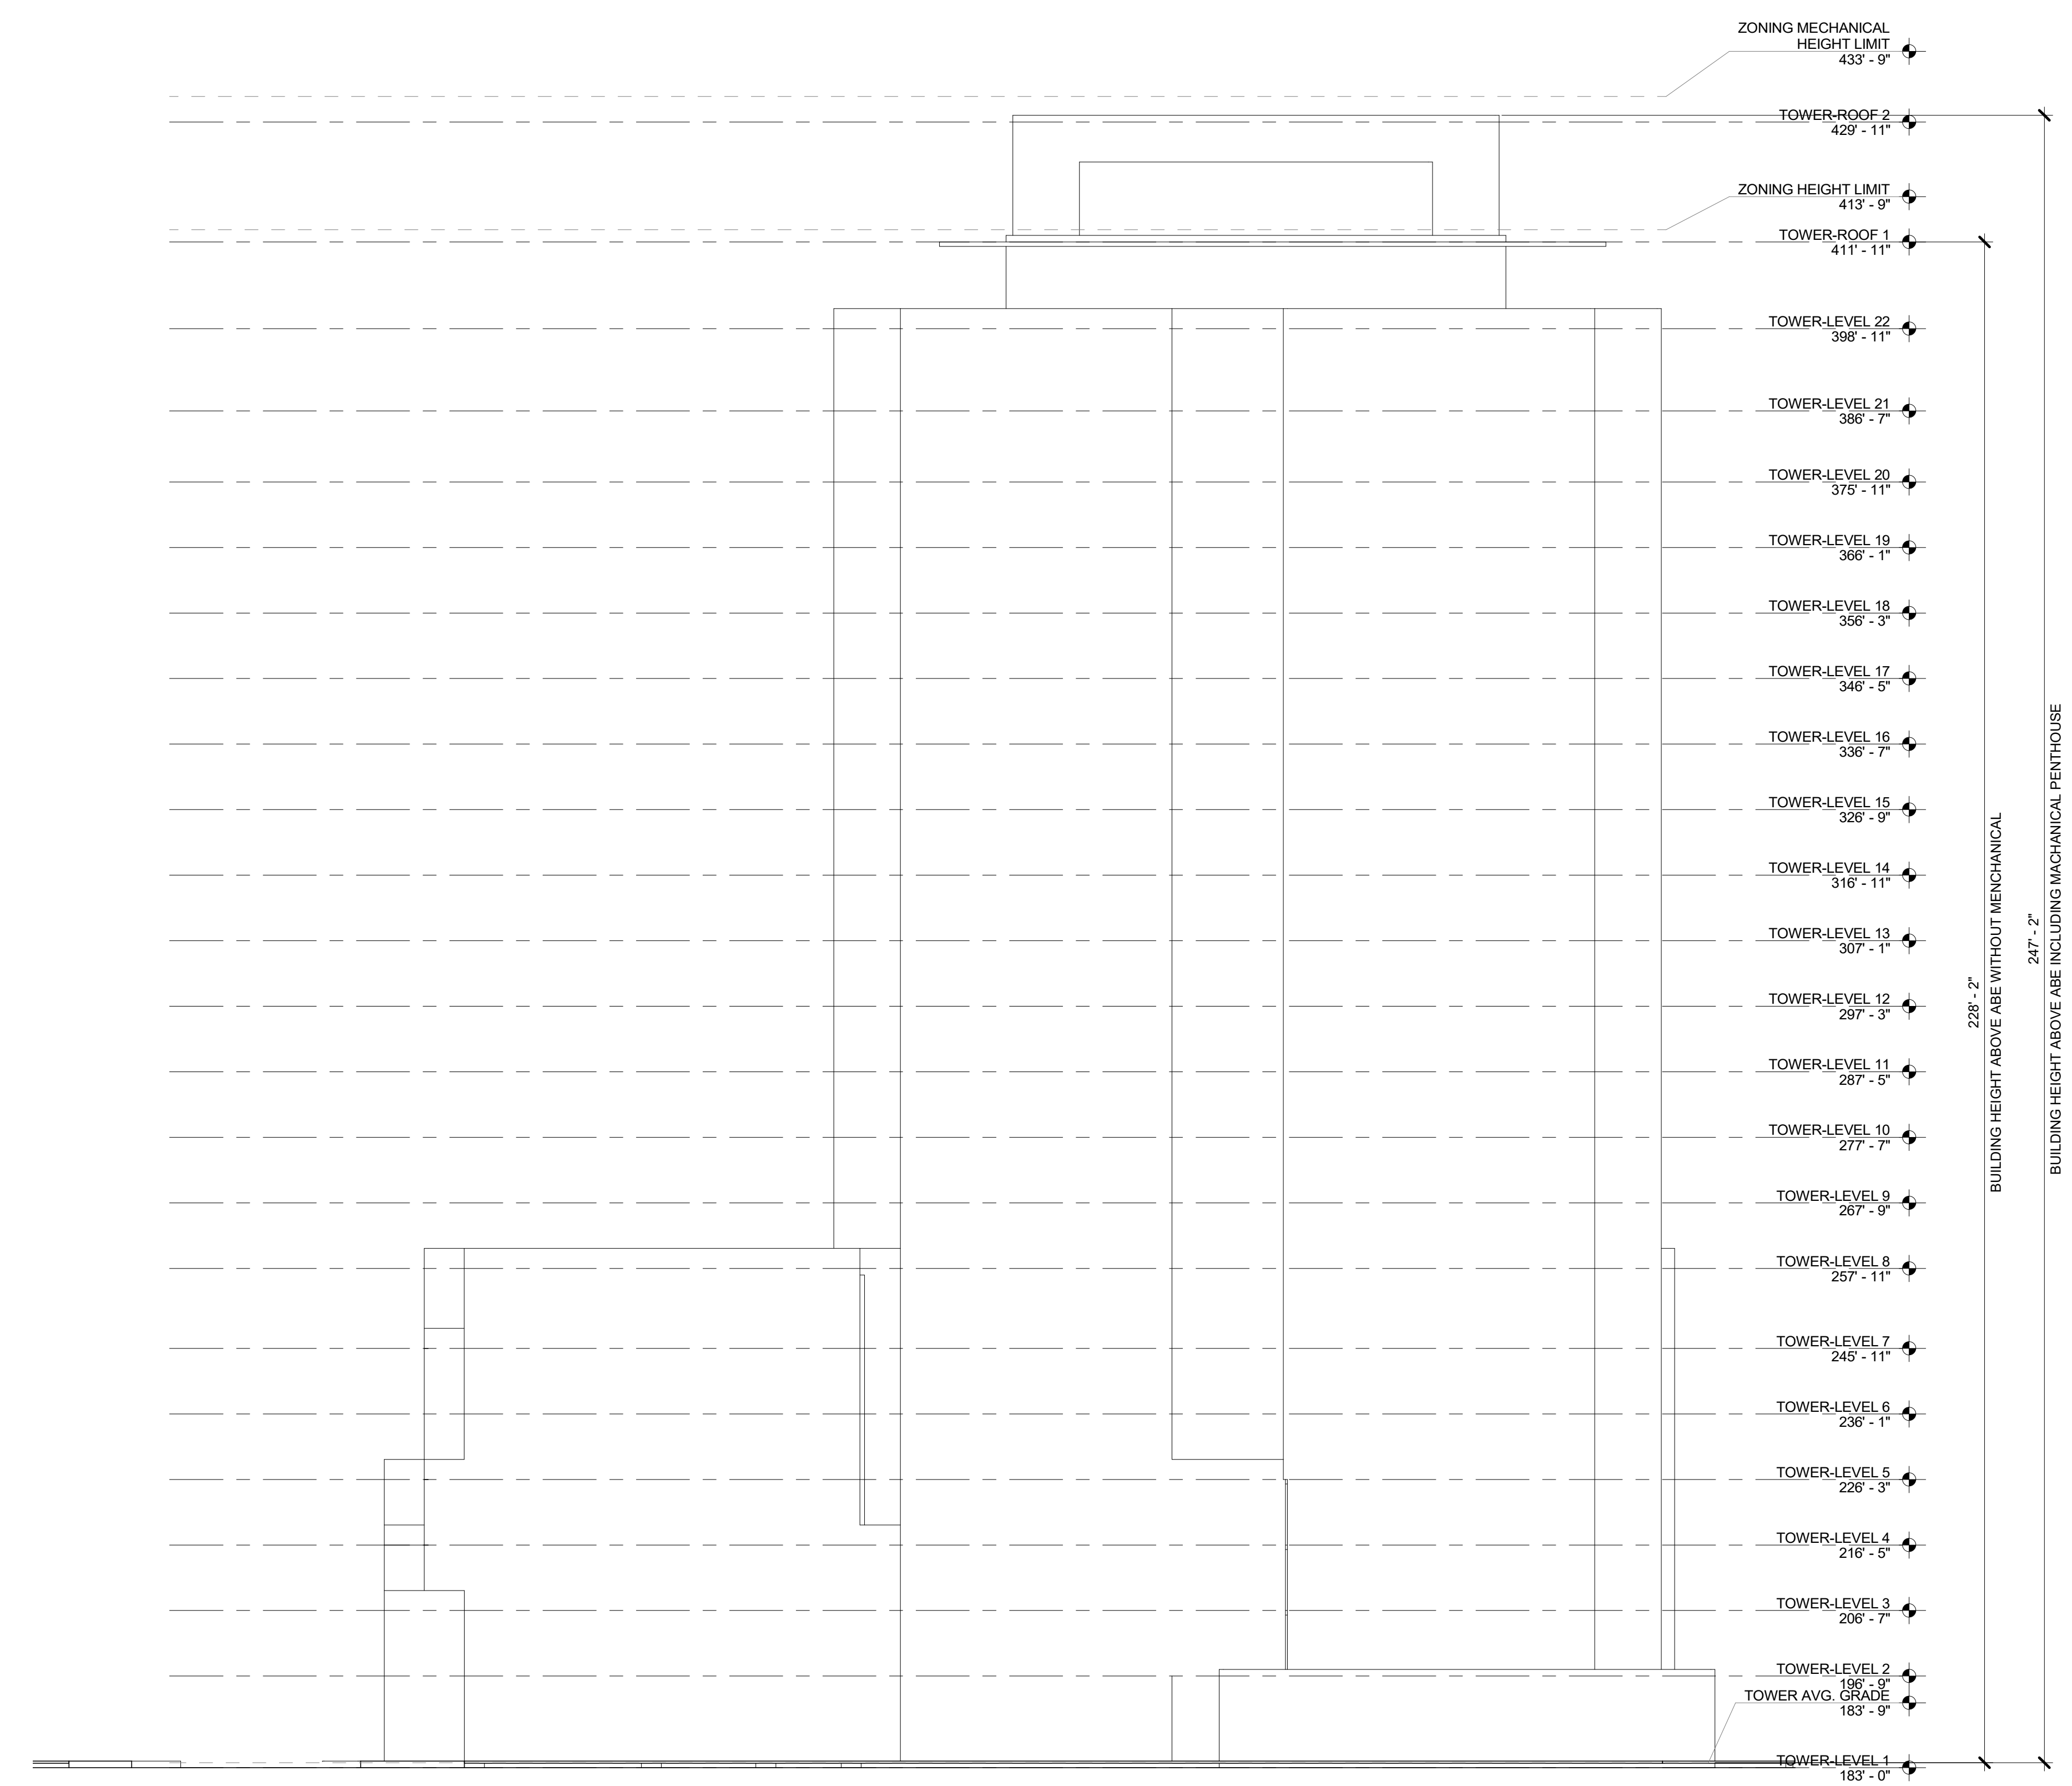 ZONING MECHANICAL
HEIGHT LIMIT
433' - 9"
TOWER-ROOF 2
429' - 11"
ZONING HEIGHT LIMIT
413' - 9"
TOWER-ROOF 1
411' - 11"
TOWER-LEVEL 22
398' - 11"
TOWER-LEVEL 21
386' - 7"
TOWER-LEVEL 20
375' - 11"
TOWER-LEVEL 19
366' - 1"
TOWER-LEVEL 18
356' - 3"
TOWER-LEVEL 17
346' - 5"
TOWER-LEVEL 16
336' - 7"
TOWER-LEVEL 15
326' - 9"
TOWER-LEVEL 14
316' - 11"
TOWER-LEVEL 13
307' - 1"
TOWER-LEVEL 12
297' - 3"
TOWER-LEVEL 11
287' - 5"
TOWER-LEVEL 10
277' - 7"
TOWER-LEVEL 9
267' - 9"
TOWER-LEVEL 8
257' - 11"
TOWER-LEVEL 7
245' - 11"
TOWER-LEVEL 6
236' - 1"
TOWER-LEVEL 5
226' - 3"
TOWER-LEVEL 4
216' - 5"
TOWER-LEVEL 3
206' - 7"
TOWER-LEVEL 2
196' - 9"
TOWER AVG. GRADE
183' - 9"
TOWER-LEVEL 1
183' - 0"
228' - 2"
BUILDING HEIGHT ABOVE ABE WITHOUT MENCHANICAL
247' - 2"
BUILDING HEIGHT ABOVE ABE INCLUDING MACHANICAL PENTHOUSE